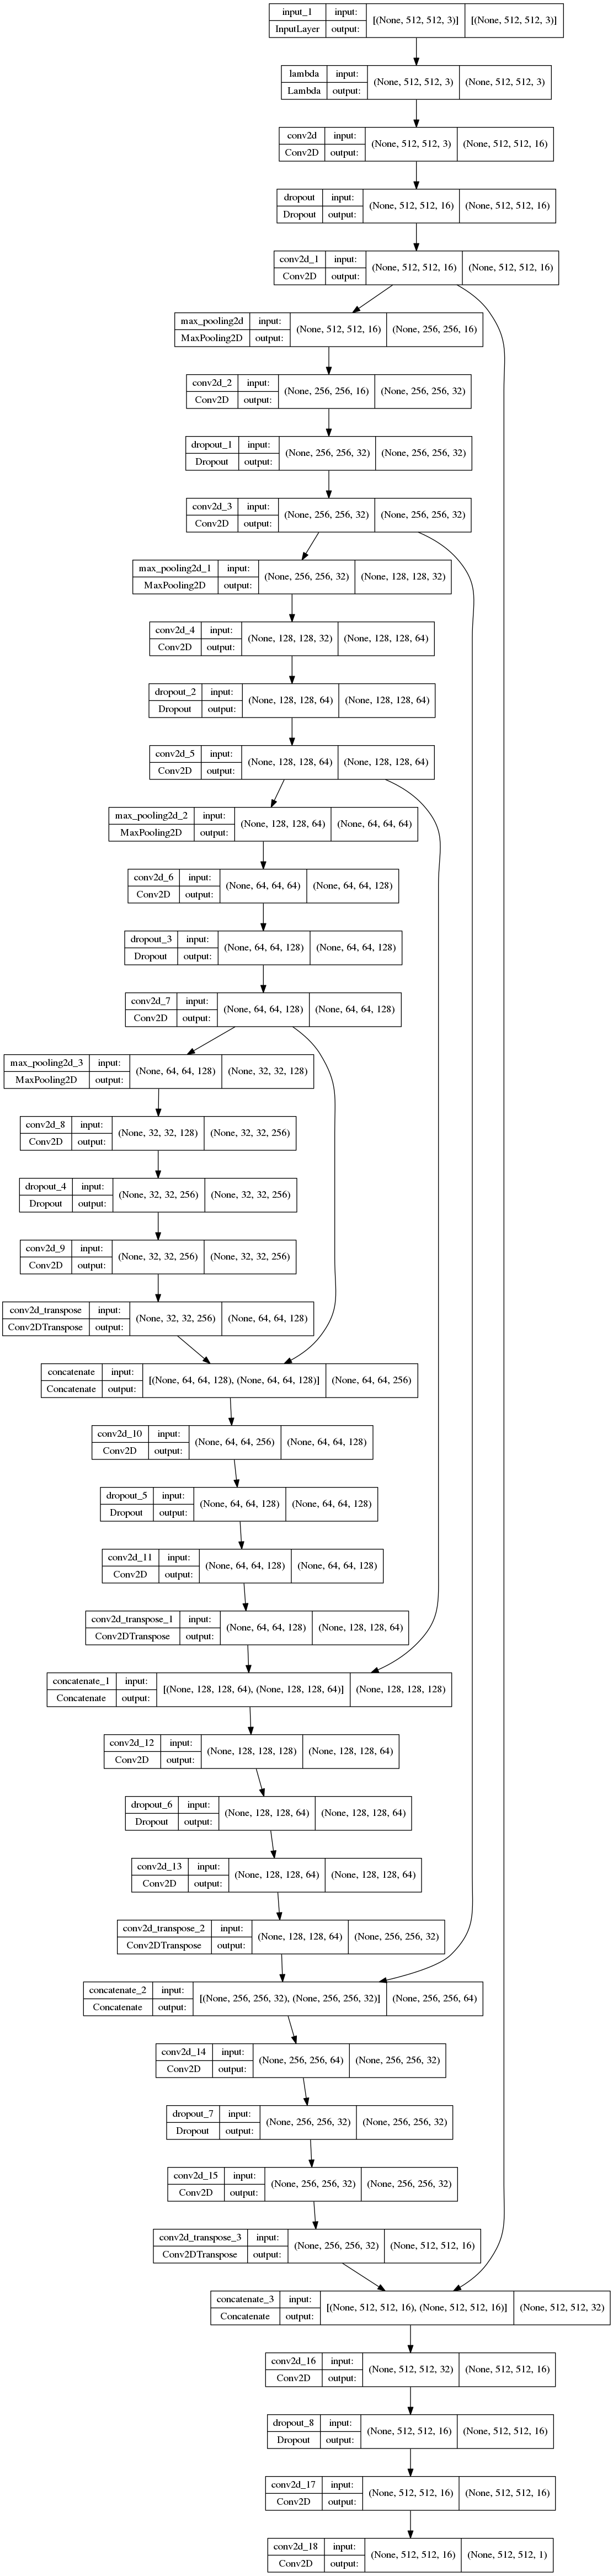 input_1 input: [(None, 512, 512, 3)] [(None, 512, 512, 3)]
InputLayer output:
lambda input: (None, 512, 512, 3) (None, 512, 512, 3)
Lambda output:
conv2d input: (None, 512, 512, 3) (None, 512, 512, 16)
Conv2D output:
dropout input: (None, 512, 512, 16) (None, 512, 512, 16)
Dropout output:
conv2d_1 input: (None, 512, 512, 16) (None, 512, 512, 16)
Conv2D output:
max_pooling2d input: (None, 512, 512, 16) (None, 256, 256, 16)
MaxPooling2D output:
conv2d_2 input: (None, 256, 256, 16) (None, 256, 256, 32)
Conv2D output:
dropout_1 input: (None, 256, 256, 32) (None, 256, 256, 32)
Dropout output:
conv2d_3 input: (None, 256, 256, 32) (None, 256, 256, 32)
Conv2D output:
max_pooling2d_1 input: (None, 256, 256, 32) (None, 128, 128, 32)
MaxPooling2D output:
conv2d_4 input: (None, 128, 128, 32) (None, 128, 128, 64)
Conv2D output:
dropout_2 input: (None, 128, 128, 64) (None, 128, 128, 64)
Dropout output:
conv2d_5 input: (None, 128, 128, 64) (None, 128, 128, 64)
Conv2D output:
max_pooling2d_2 input: (None, 128, 128, 64) (None, 64, 64, 64)
MaxPooling2D output:
conv2d_6 input: (None, 64, 64, 64) (None, 64, 64, 128)
Conv2D output:
dropout_3 input: (None, 64, 64, 128) (None, 64, 64, 128)
Dropout output:
conv2d_7 input: (None, 64, 64, 128) (None, 64, 64, 128)
Conv2D output:
max_pooling2d_3 input: (None, 64, 64, 128) (None, 32, 32, 128)
MaxPooling2D output:
conv2d_8 input: (None, 32, 32, 128) (None, 32, 32, 256)
Conv2D output:
dropout_4 input: (None, 32, 32, 256) (None, 32, 32, 256)
Dropout output:
conv2d_9 input: (None, 32, 32, 256) (None, 32, 32, 256)
Conv2D output:
conv2d_transpose input: (None, 32, 32, 256) (None, 64, 64, 128)
Conv2DTranspose output:
concatenate input: [(None, 64, 64, 128), (None, 64, 64, 128)] (None, 64, 64, 256)
Concatenate output:
conv2d_10 input: (None, 64, 64, 256) (None, 64, 64, 128)
Conv2D output:
dropout_5 input: (None, 64, 64, 128) (None, 64, 64, 128)
Dropout output:
conv2d_11 input: (None, 64, 64, 128) (None, 64, 64, 128)
Conv2D output:
conv2d_transpose_1 input: (None, 64, 64, 128) (None, 128, 128, 64)
Conv2DTranspose output:
concatenate_1 input: [(None, 128, 128, 64), (None, 128, 128, 64)] (None, 128, 128, 128)
Concatenate output:
conv2d_12 input: (None, 128, 128, 128) (None, 128, 128, 64)
Conv2D output:
dropout_6 input: (None, 128, 128, 64) (None, 128, 128, 64)
Dropout output:
conv2d_13 input: (None, 128, 128, 64) (None, 128, 128, 64)
Conv2D output:
conv2d_transpose_2 input: (None, 128, 128, 64) (None, 256, 256, 32)
Conv2DTranspose output:
concatenate_2 input: [(None, 256, 256, 32), (None, 256, 256, 32)] (None, 256, 256, 64)
Concatenate output:
conv2d_14 input: (None, 256, 256, 64) (None, 256, 256, 32)
Conv2D output:
dropout_7 input: (None, 256, 256, 32) (None, 256, 256, 32)
Dropout output:
conv2d_15 input: (None, 256, 256, 32) (None, 256, 256, 32)
Conv2D output:
conv2d_transpose_3 input: (None, 256, 256, 32) (None, 512, 512, 16)
Conv2DTranspose output:
concatenate_3 input: [(None, 512, 512, 16), (None, 512, 512, 16)] (None, 512, 512, 32)
Concatenate output:
conv2d_16 input: (None, 512, 512, 32) (None, 512, 512, 16)
Conv2D output:
dropout_8 input: (None, 512, 512, 16) (None, 512, 512, 16)
Dropout output:
conv2d_17 input: (None, 512, 512, 16) (None, 512, 512, 16)
Conv2D output:
conv2d_18 input: (None, 512, 512, 16) (None, 512, 512, 1)
Conv2D output: